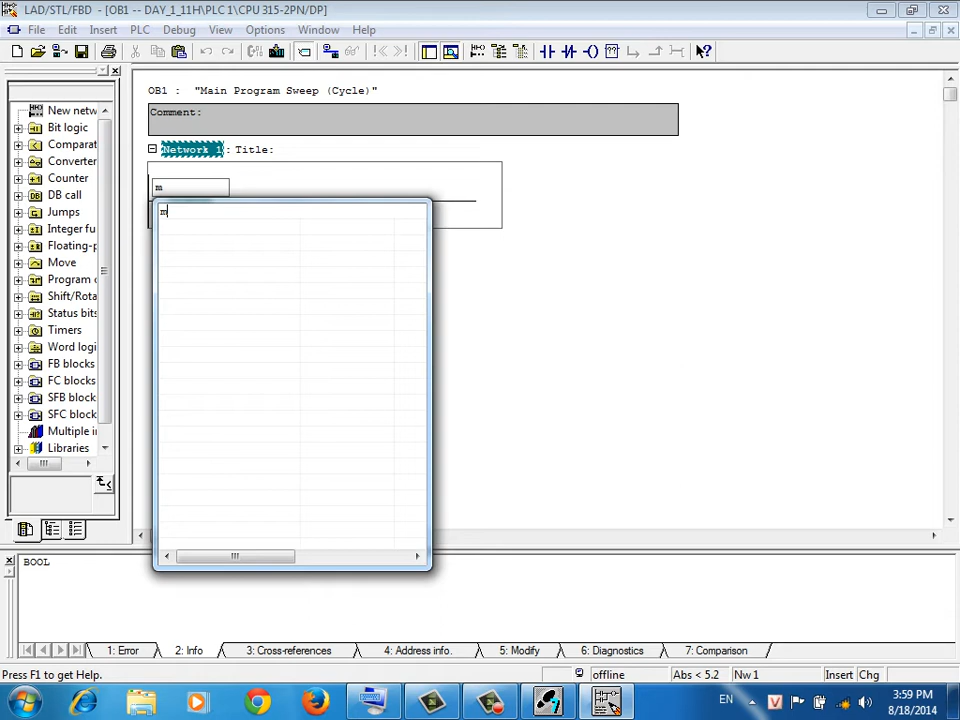 LAD/STL/FBD - [OB1 -- DAY_1_11H\PLC 1\CPU 315-2PN/DP]
File Edit Insert PLC Debug View Options Window Help
OB1 : "Main Program Sweep (Cycle)"
Comment:
Network 1: Title:
m
m
New netw
Bit logic
Comparat
Converter
Counter
DB call
Jumps
Integer fu
Floating-p
Move
Program c
Shift/Rota
Status bits
Timers
Word logi
FB blocks
FC blocks
SFB block
SFC block
Multiple i
Libraries
BOOL
1: Error 2: Info 3: Cross-references 4: Address info. 5: Modify 6: Diagnostics 7: Comparison
Press F1 to get Help. offline Abs < 5.2 Nw 1 Insert Chg
EN 3:59 PM
8/18/2014